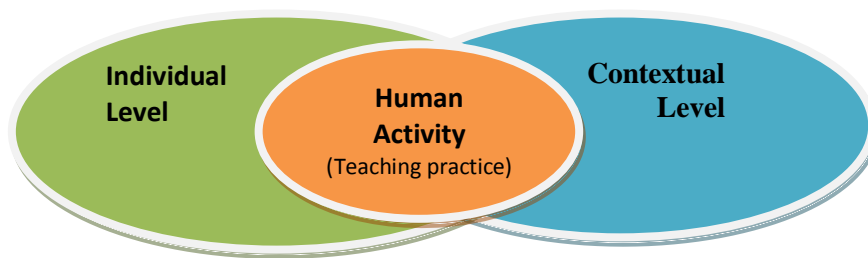 Individual
Level
Human
Activity
(Teaching practice)
Contextual
Level